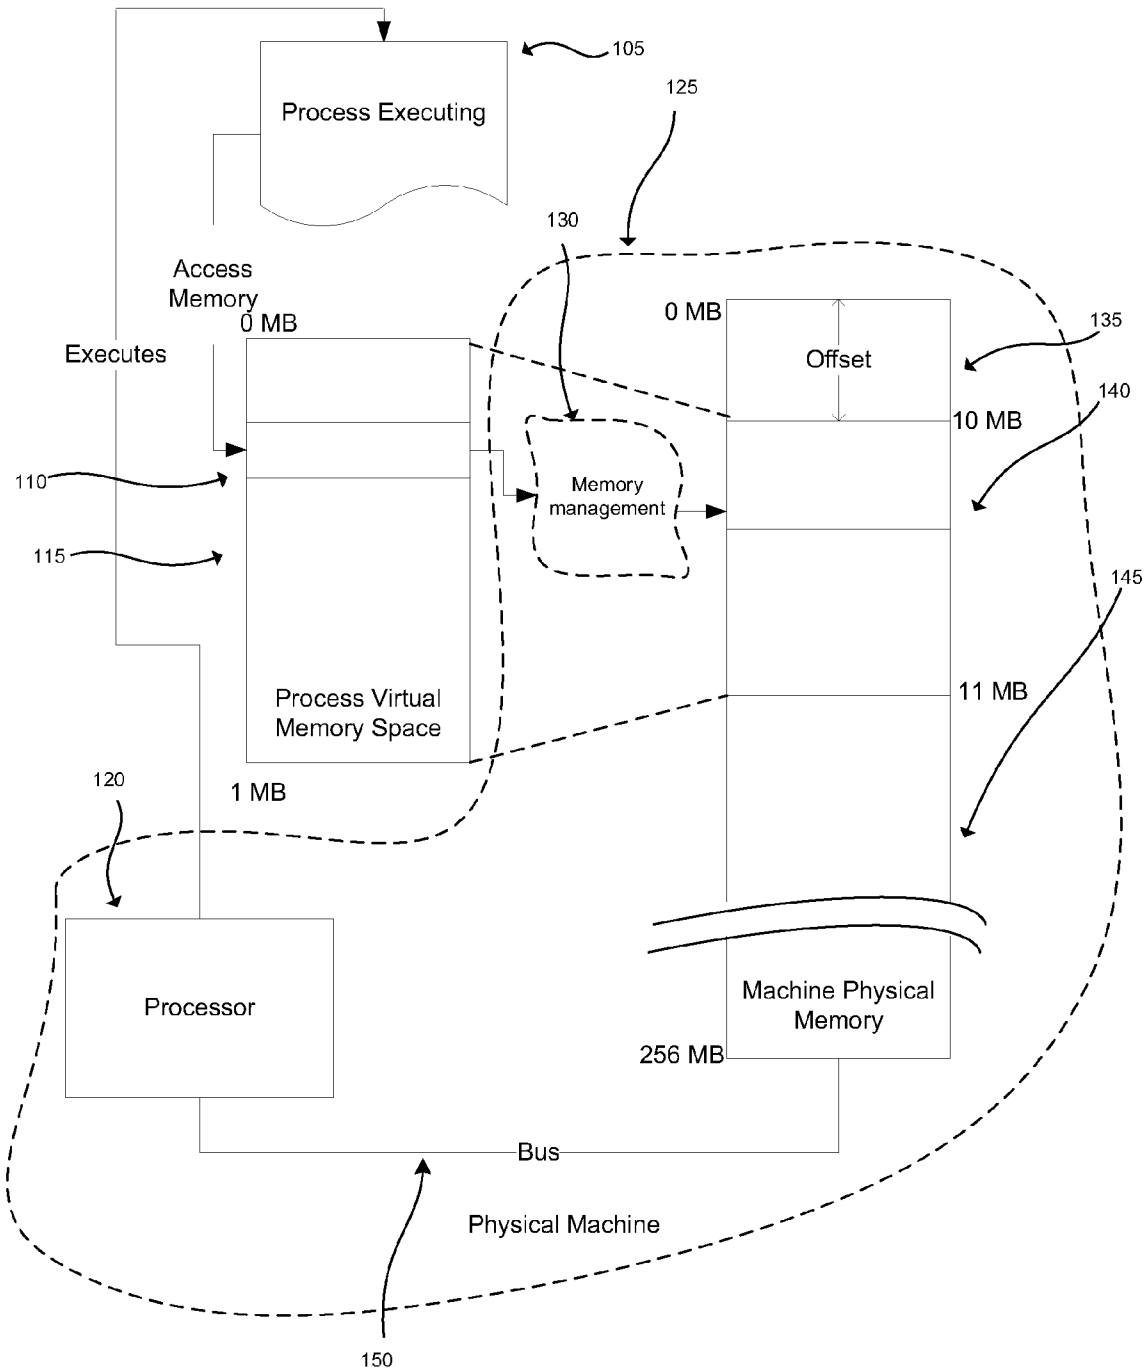 105
Process Executing
125
130
Access
Memory
0 MB
0 MB
135
Executes
Offset
140
10 MB
110
Memory
management
115
145
Process Virtual
Memory Space
11 MB
120
1 MB
Processor
Machine Physical
Memory
256 MB
Bus
Physical Machine
150